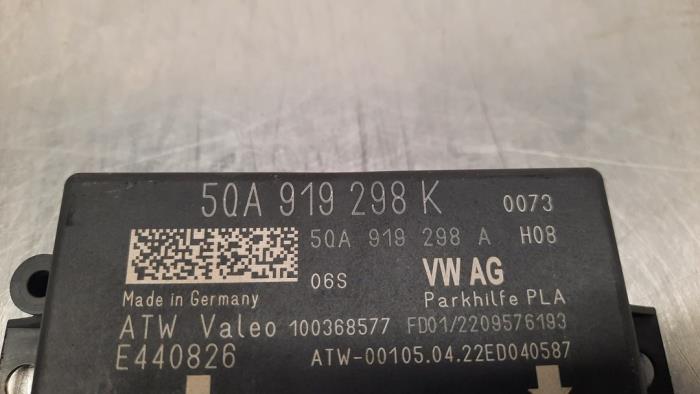 5QA 919 298 K 0073
5QA 919 298 A H08
06S VW AG
Made in Germany Parkhilfe PLA
ATW Valeo 100368577 FD01/2209576193
E440826 ATW-00105.04.22ED040587